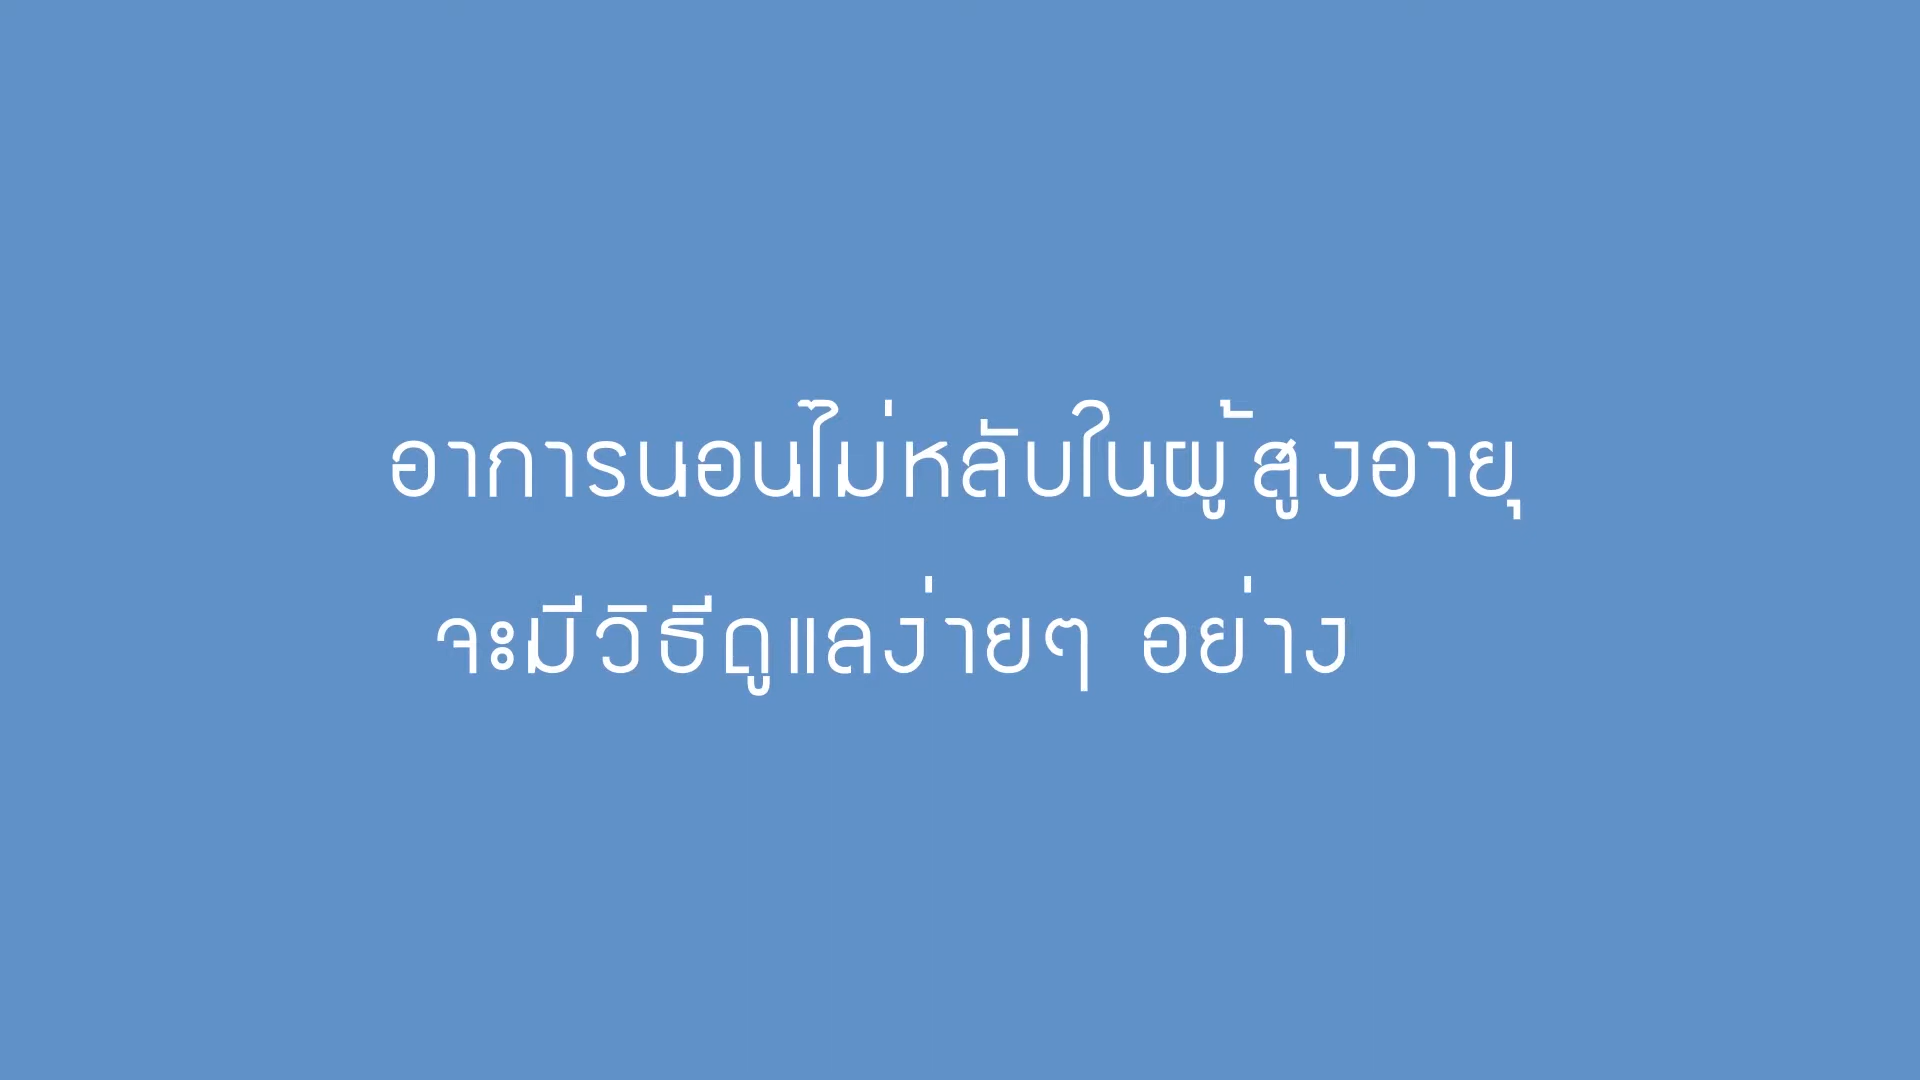 อาการนอนไม่หลับในผู้สูงอายุ
จะมีวิธีดูแลง่ายๆ อย่าง